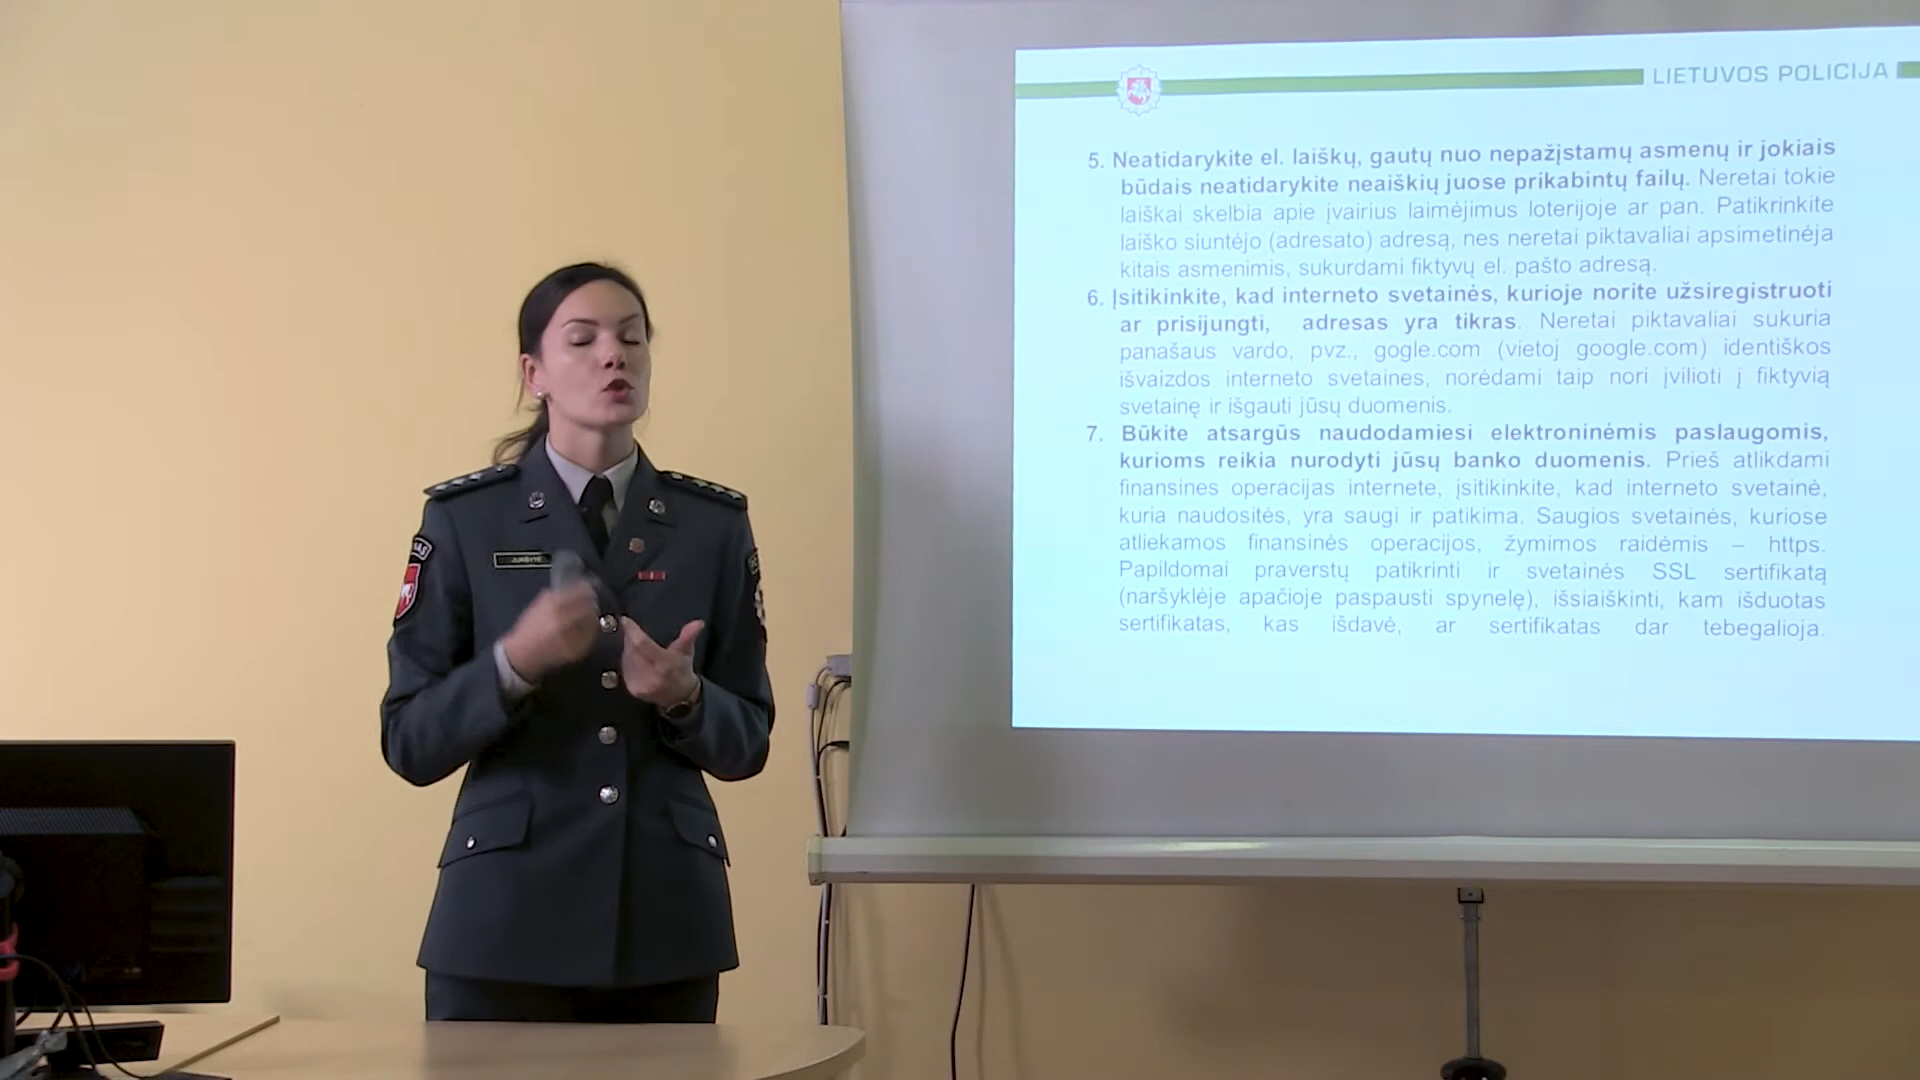 LIETUVOS POLICIJA
5. Neatidarykite el. laiškų, gautų nuo nepažįstamų asmenų ir jokiais
būdais neatidarykite neaiškių juose prikabintų failų. Neretai tokie
laiškai skelbia apie įvairius laimėjimus loterijoje ar pan. Patikrinkite
laiško siuntėjo (adresato) adresą, nes neretai piktavaliai apsimetinėja
kitais asmenimis, sukurdami fiktyvų el. pašto adresą.
6. Įsitikinkite, kad interneto svetainės, kurioje norite užsiregistruoti
ar prisijungti, adresas yra tikras. Neretai piktavaliai sukuria
panašaus vardo, pvz., gogle.com (vietoj google.com) identiškos
išvaizdos interneto svetaines, norėdami taip nori įvilioti į fiktyvią
svetainę ir išgauti jūsų duomenis.
7. Būkite atsargūs naudodamiesi elektroninėmis paslaugomis,
kurioms reikia nurodyti jūsų banko duomenis. Prieš atlikdami
finansines operacijas internete, įsitikinkite, kad interneto svetainė,
kuria naudositės, yra saugi ir patikima. Saugios svetainės, kuriose
atliekamos finansinės operacijos, žymimos raidėmis – https.
Papildomai praverstų patikrinti ir svetainės SSL sertifikatą
(naršyklėje apačioje paspausti spynelę), išsiaiškinti, kam išduotas
sertifikatas, kas išdavė, ar sertifikatas dar tebegalioja.